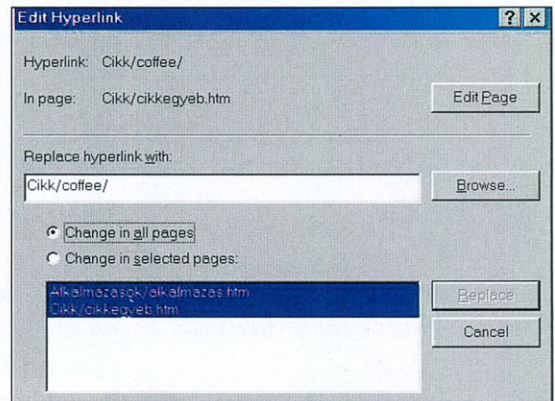 Edit Hyperlink
Hyperlink: Cikk/coffee/
In page: Cikk/cikkegyeb.htm
Edit Page
Replace hyperlink with:
Cikk/coffee/
Browse...
Change in all pages
Change in selected pages:
Alkalmazasok/alkalmazas.htm
Cikk/cikkegyeb.htm
Replace
Cancel